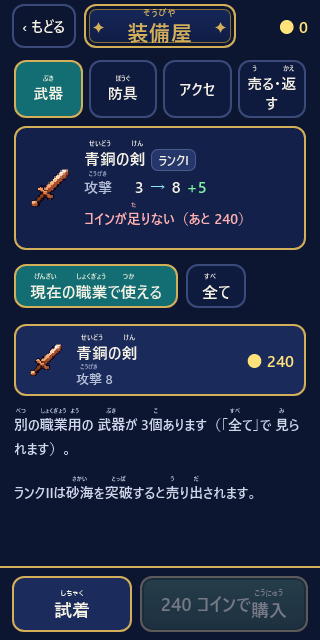 ‹ もどる
そうびや
装備屋
0
ぶき
武器
ぼうぐ
防具
アクセ
う かえ
売る・返
す
せいどう けん
青銅の剣 ランクI
こうげき
攻撃 3 → 8 +5
た
コインが足りない（あと 240）
げんざい しょくぎょう つか
現在の職業で使える
すべ
全て
せいどう けん
青銅の剣
こうげき
攻撃 8
240
べつ しょくぎょう よう ぶき こ すべ み
別の職業用の 武器が 3個あります（「全て」で 見ら
れます）。
さかい とっぱ う だ
ランクIIは砂海を突破すると売り出されます。
しちゃく
試着
こうにゅう
240 コインで購入